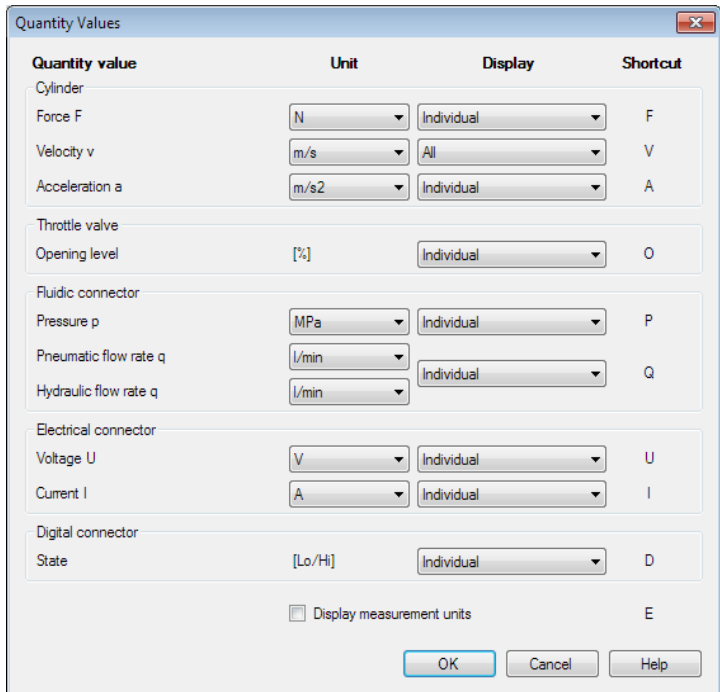 Quantity Values
Quantity value Unit Display Shortcut
Cylinder
Force F N Individual F
Velocity v m/s All V
Acceleration a m/s2 Individual A
Throttle valve
Opening level [%] Individual O
Fluidic connector
Pressure p MPa Individual P
Pneumatic flow rate q l/min
Individual Q
Hydraulic flow rate q l/min
Electrical connector
Voltage U V Individual U
Current I A Individual I
Digital connector
State [Lo/Hi] Individual D
Display measurement units E
OK Cancel Help